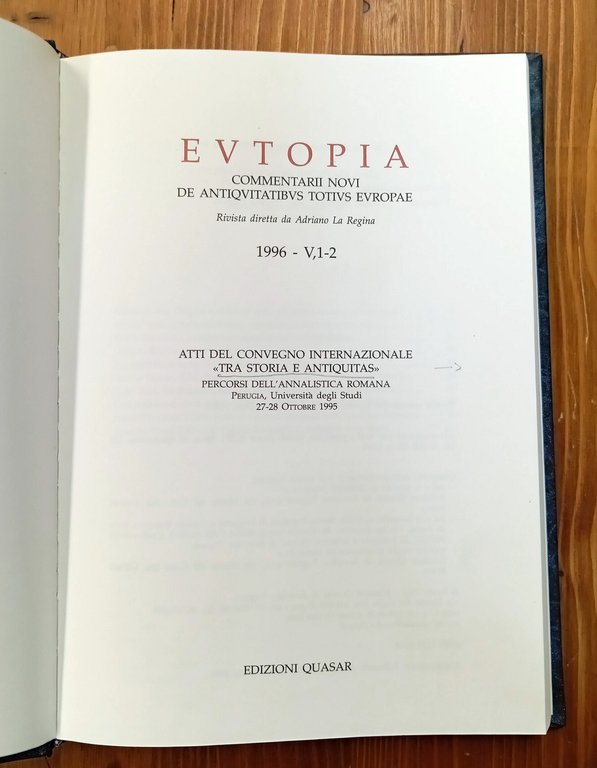 EVTOPIA
COMMENTARII NOVI
DE ANTIQVITATIBVS TOTIVS EVROPAE
Rivista diretta da Adriano La Regina
1996 - V,1-2
ATTI DEL CONVEGNO INTERNAZIONALE
«TRA STORIA E ANTIQUITAS»
PERCORSI DELL'ANNALISTICA ROMANA
PERUGIA, Università degli Studi
27-28 OTTOBRE 1995
EDIZIONI QUASAR